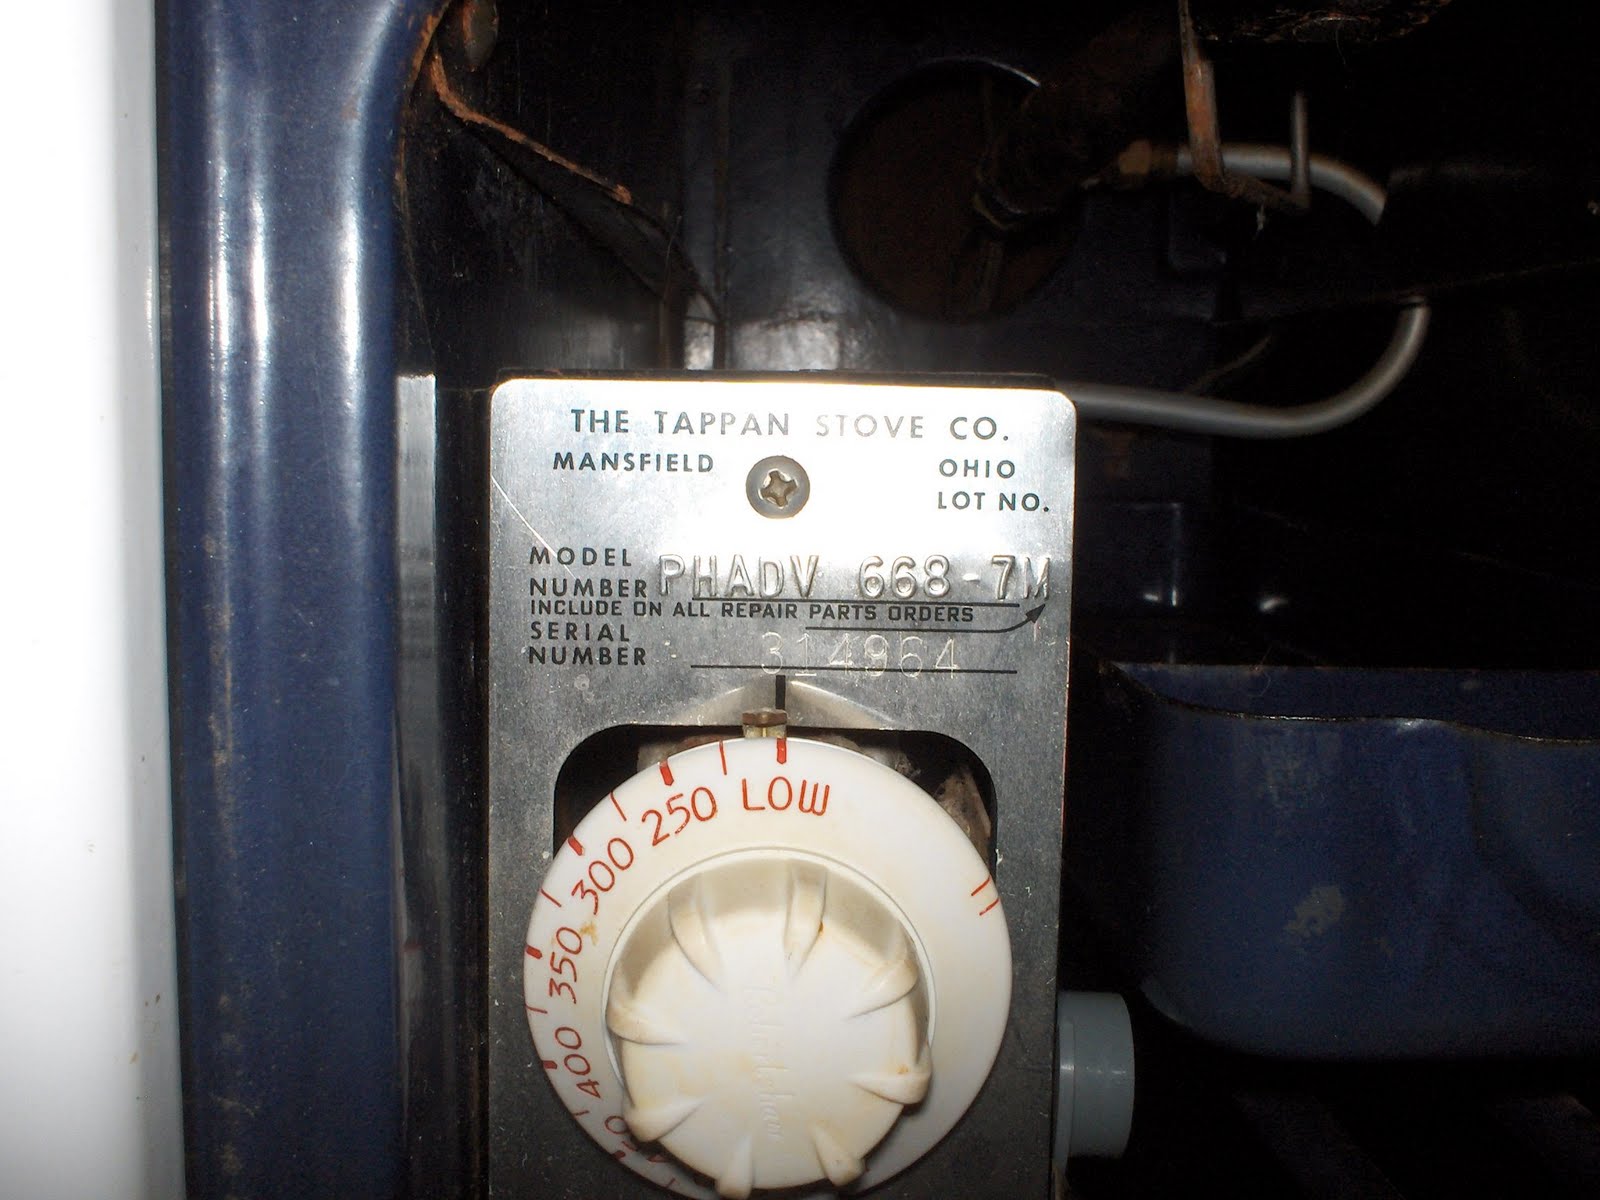 THE TAPPAN STOVE CO.
MANSFIELD OHIO
LOT NO.
MODEL
NUMBER PHADV 668-7M
INCLUDE ON ALL REPAIR PARTS ORDERS
SERIAL
NUMBER 314964
LOW
250
300
350
400